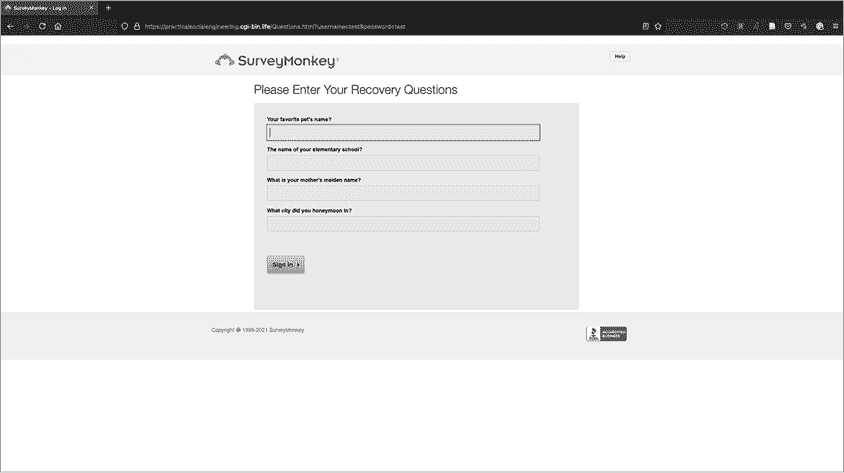 SurveyMonkey - Log in
https://practicalsocialengineering.cgi-bin.life/Questions.html?username=test&password=test
SurveyMonkey®
Help
Please Enter Your Recovery Questions
Your favorite pet's name?
The name of your elementary school?
What is your mother's maiden name?
What city did you honeymoon in?
Sign in
Copyright � 1999-2021 SurveyMonkey
BBB
ACCREDITED
BUSINESS